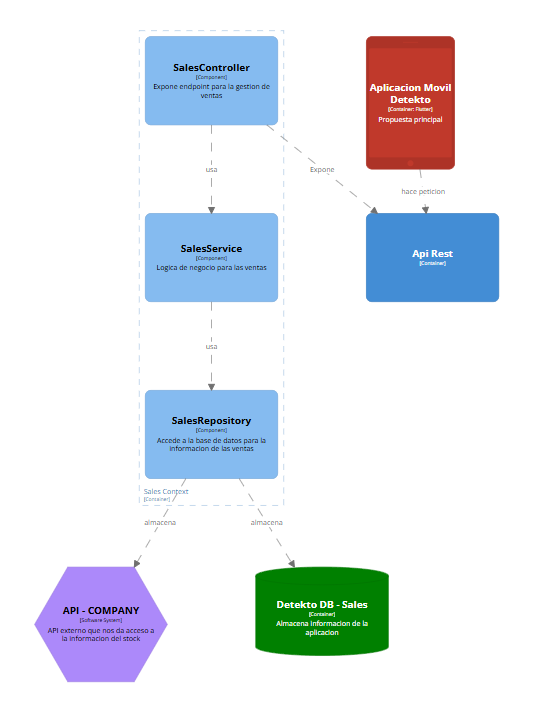 SalesController
[Component]
Expone endpoint para la gestion de
ventas
Aplicacion Movil
Detekto
[Container: Flutter]
Propuesta principal
usa
Expone
hace peticion
SalesService
[Component]
Logica de negocio para las ventas
Api Rest
[Container]
usa
SalesRepository
[Component]
Accede a la base de datos para la
informacion de las ventas
Sales Context
[Container]
almacena
almacena
API - COMPANY
[Software System]
API externo que nos da acceso a
la informacion del stock
Detekto DB - Sales
[Container]
Almacena informacion de la
aplicacion